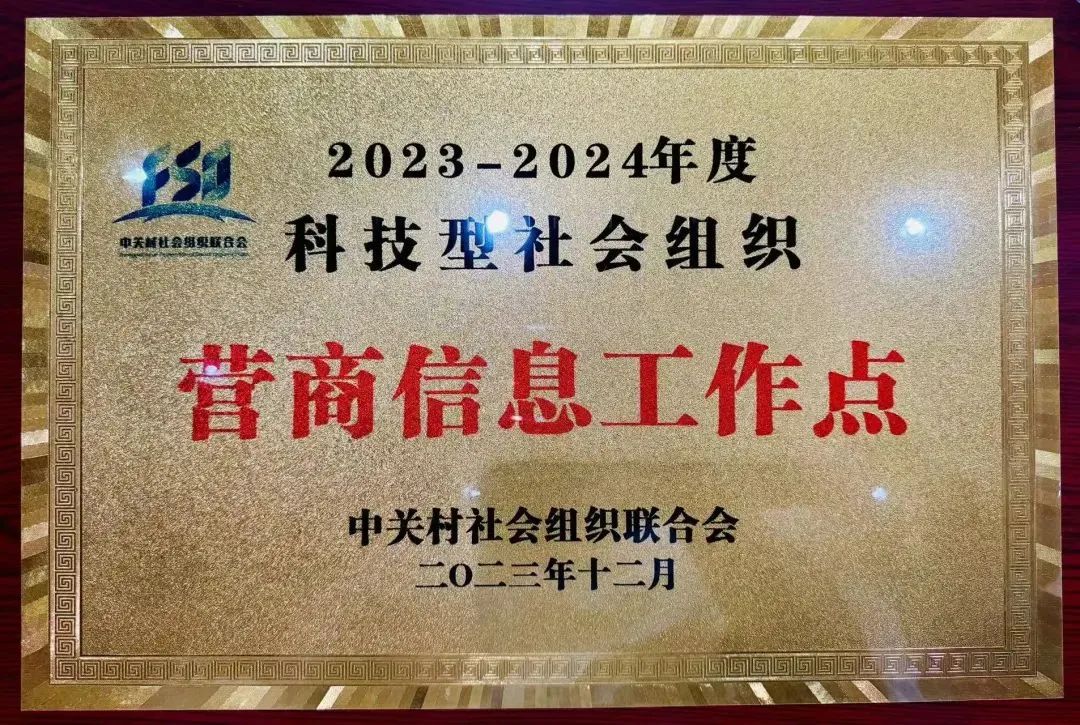 FSO
中关村社会组织联合会
2023-2024年度
科技型社会组织
营商信息工作点
中关村社会组织联合会
二〇二三年十二月